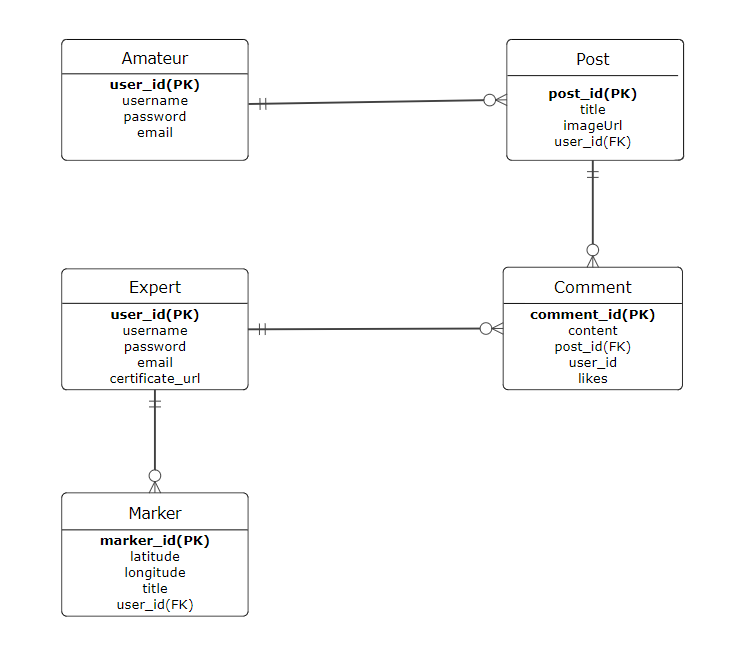 Amateur
user_id(PK)
username
password
email
Post
post_id(PK)
title
imageUrl
user_id(FK)
Expert
user_id(PK)
username
password
email
certificate_url
Comment
comment_id(PK)
content
post_id(FK)
user_id
likes
Marker
marker_id(PK)
latitude
longitude
title
user_id(FK)